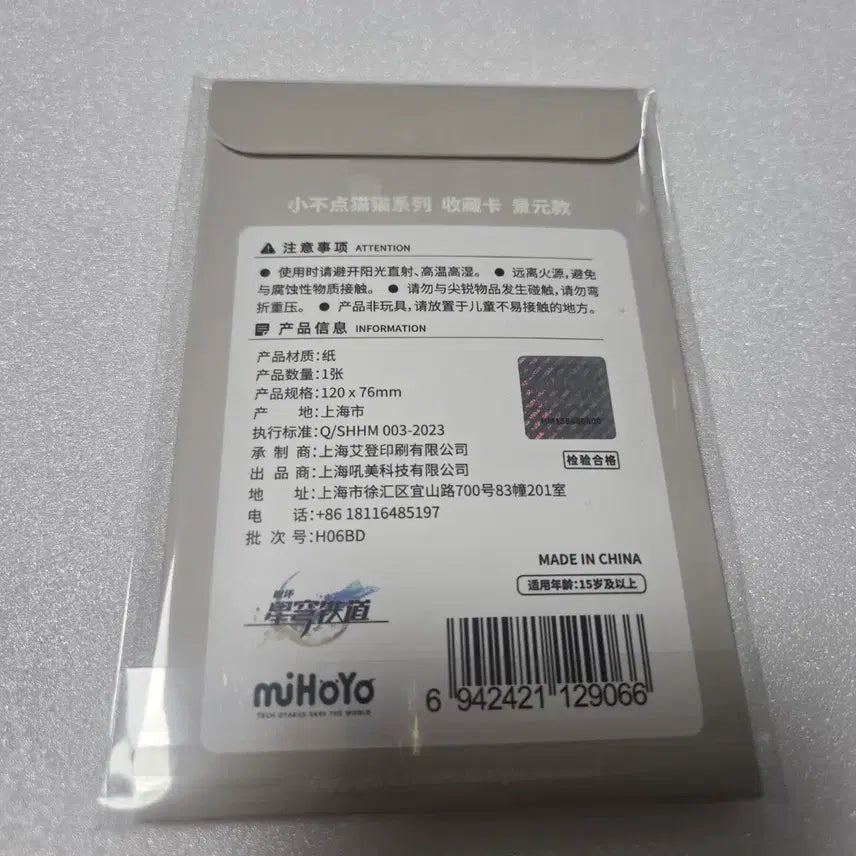 小不点猫猫系列 收藏卡 景元款
注意事项 ATTENTION
● 使用时请避开阳光直射、高温高湿。 ● 远离火源,避免
与腐蚀性物质接触。 ● 请勿与尖锐物品发生碰触,请勿弯
折重压。 ● 产品非玩具,请放置于儿童不易接触的地方。
产品信息 INFORMATION
产品材质:纸
产品数量:1张
产品规格:120 x 76mm
产 地:上海市
执行标准:Q/SHHM 003-2023
承 制 商:上海艾登印刷有限公司
出 品 商:上海吼美科技有限公司
地 址:上海市徐汇区宜山路700号83幢201室
电 话:+86 18116485197
批 次 号:H06BD
检验合格
MADE IN CHINA
适用年龄:15岁及以上
崩坏
星穹铁道
miHoYo
TECH OTAKUS SAVE THE WORLD
6 942421 129066